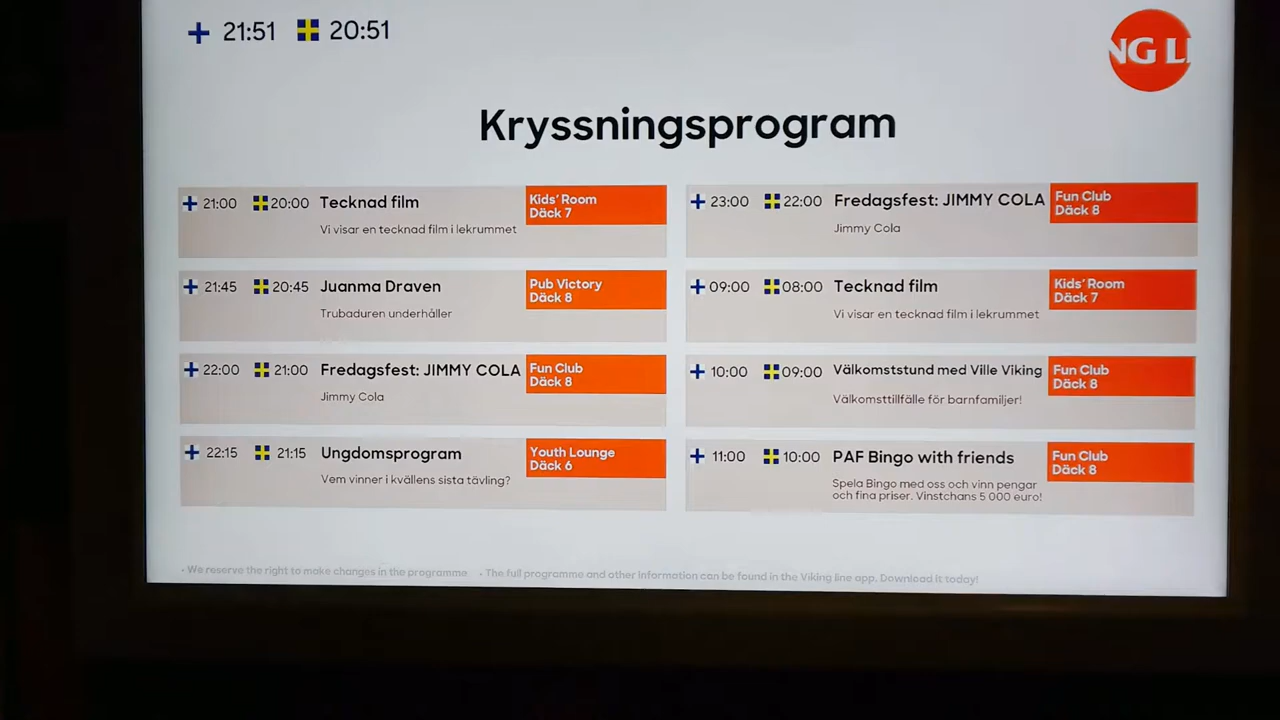 21:51 20:51
NG LI
Kryssningsprogram
21:00 20:00 Tecknad film
Kids' Room
Däck 7
Vi visar en tecknad film i lekrummet
21:45 20:45 Juanma Draven
Pub Victory
Däck 8
Trubaduren underhåller
22:00 21:00 Fredagsfest: JIMMY COLA
Fun Club
Däck 8
Jimmy Cola
22:15 21:15 Ungdomsprogram
Youth Lounge
Däck 6
Vem vinner i kvällens sista tävling?
23:00 22:00 Fredagsfest: JIMMY COLA
Fun Club
Däck 8
Jimmy Cola
09:00 08:00 Tecknad film
Kids' Room
Däck 7
Vi visar en tecknad film i lekrummet
10:00 09:00 Välkomststund med Ville Viking
Fun Club
Däck 8
Välkomsttillfälle för barnfamiljer!
11:00 10:00 PAF Bingo with friends
Fun Club
Däck 8
Spela Bingo med oss och vinn pengar
och fina priser. Vinstchans 5 000 euro!
• We reserve the right to make changes in the programme. • The full programme and other information can be found in the Viking line app. Download it today!